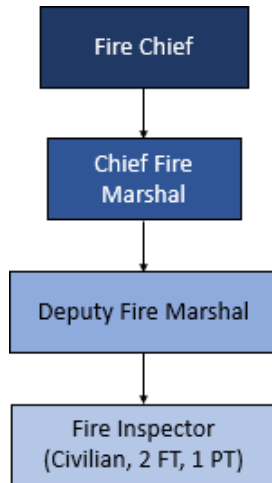 Fire Chief
Chief Fire
Marshal
Deputy Fire Marshal
Fire Inspector
(Civilian, 2 FT, 1 PT)